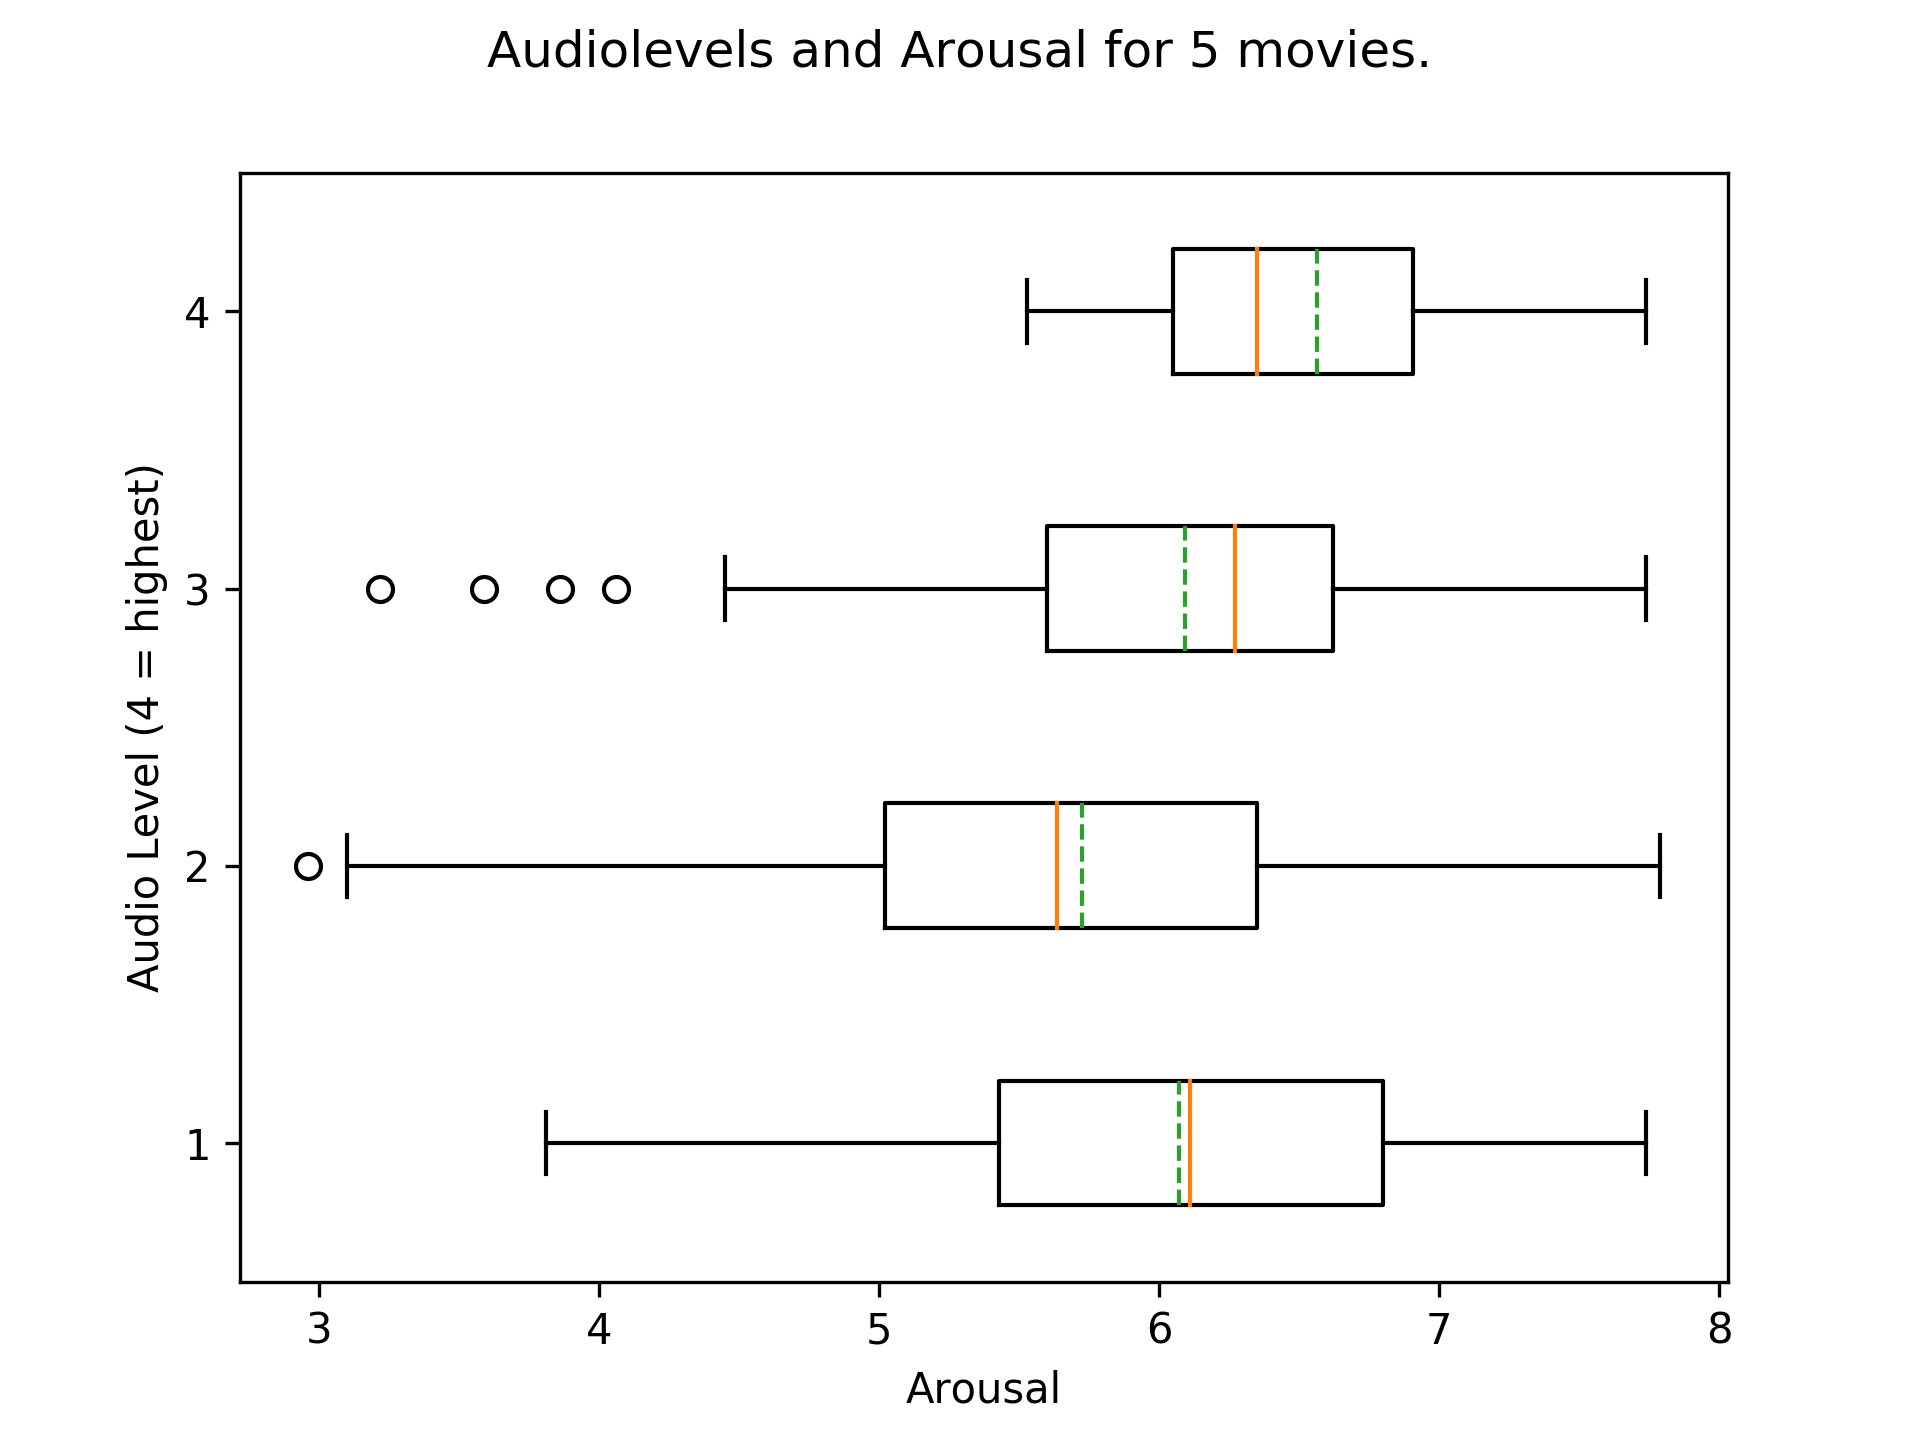 Audiolevels and Arousal for 5 movies.
Audio Level (4 = highest)
4
3
2
1
3 4 5 6 7 8
Arousal